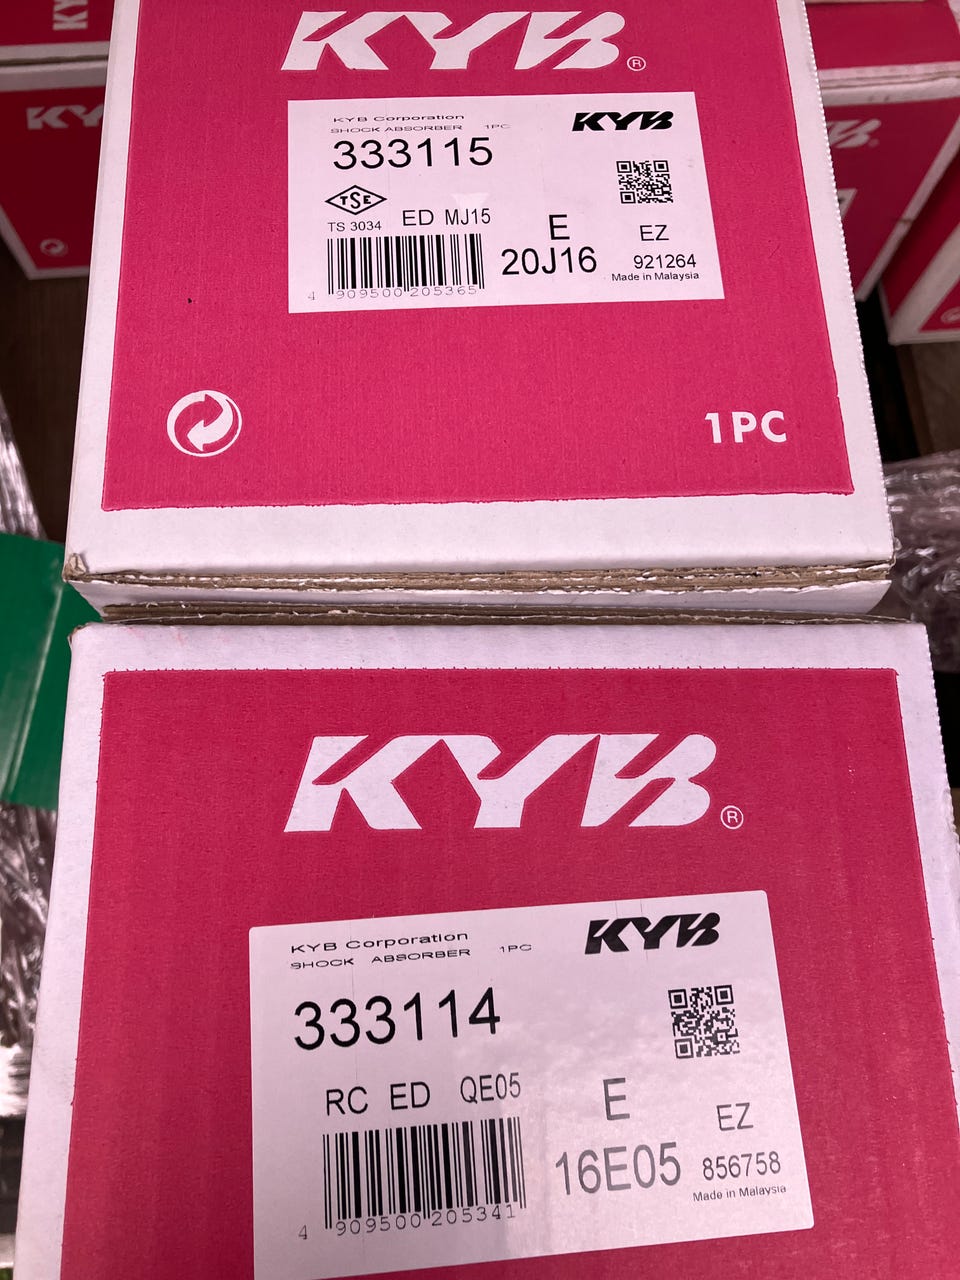 KYB
KYB ®
KYB Corporation
SHOCK ABSORBER 1PC
KYB
333115
TSE
TS 3034
ED MJ15
E
EZ
20J16
921264
Made in Malaysia
4 909500 205365
1PC
KYB ®
KYB Corporation
SHOCK ABSORBER 1PC
KYB
333114
RC ED QE05
E
EZ
16E05
856758
Made in Malaysia
4 909500 205341